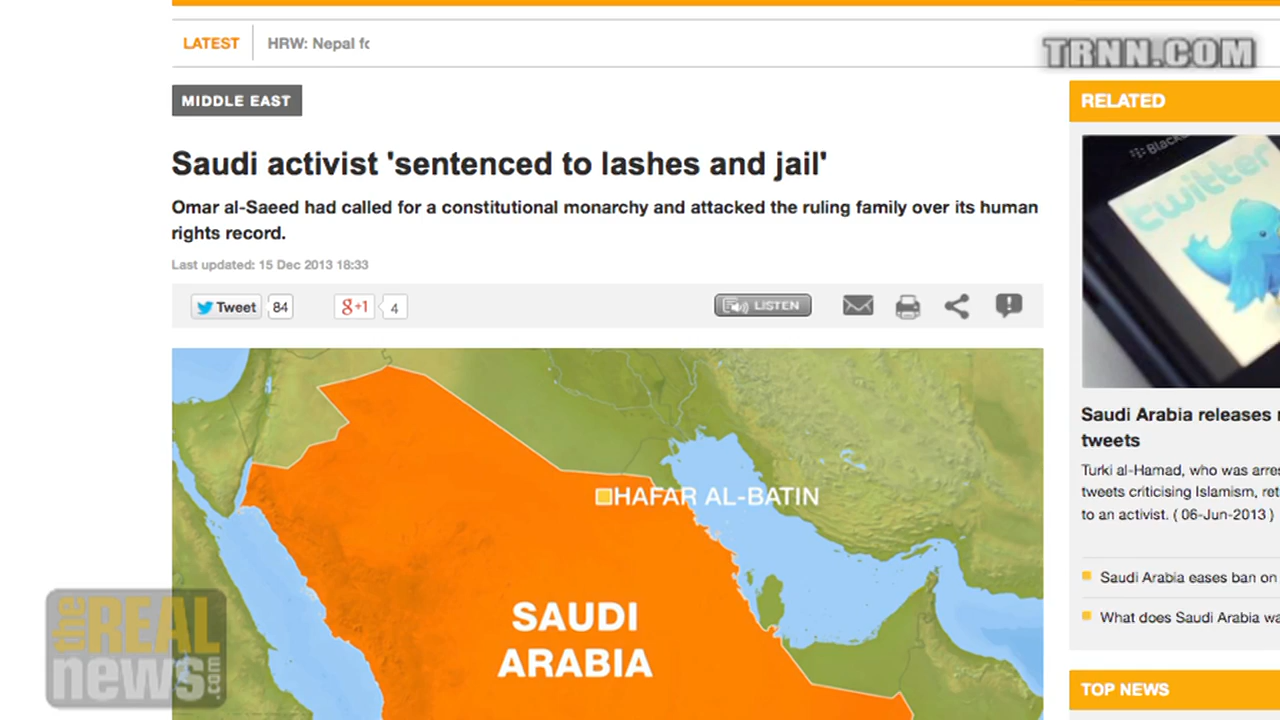 LATEST
HRW: Nepal fo
TRNN.COM
MIDDLE EAST
RELATED
Saudi activist 'sentenced to lashes and jail'
Omar al-Saeed had called for a constitutional monarchy and attacked the ruling family over its human
rights record.
Last updated: 15 Dec 2013 18:33
Tweet 84
g+1 4
LISTEN
BlackBe
twitter
HAFAR AL-BATIN
SAUDI
ARABIA
Saudi Arabia releases
tweets
Turki al-Hamad, who was arres
tweets criticising Islamism, ret
to an activist. ( 06-Jun-2013 )
Saudi Arabia eases ban on
What does Saudi Arabia wa
TOP NEWS
the REAL
news.com